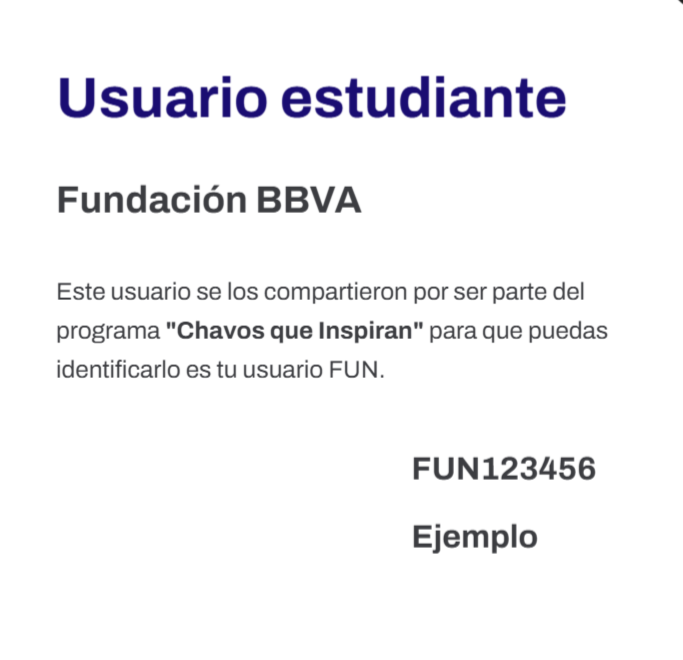 Usuario estudiante
Fundación BBVA
Este usuario se los compartieron por ser parte del
programa "Chavos que Inspiran" para que puedas
identificarlo es tu usuario FUN.
FUN123456
Ejemplo